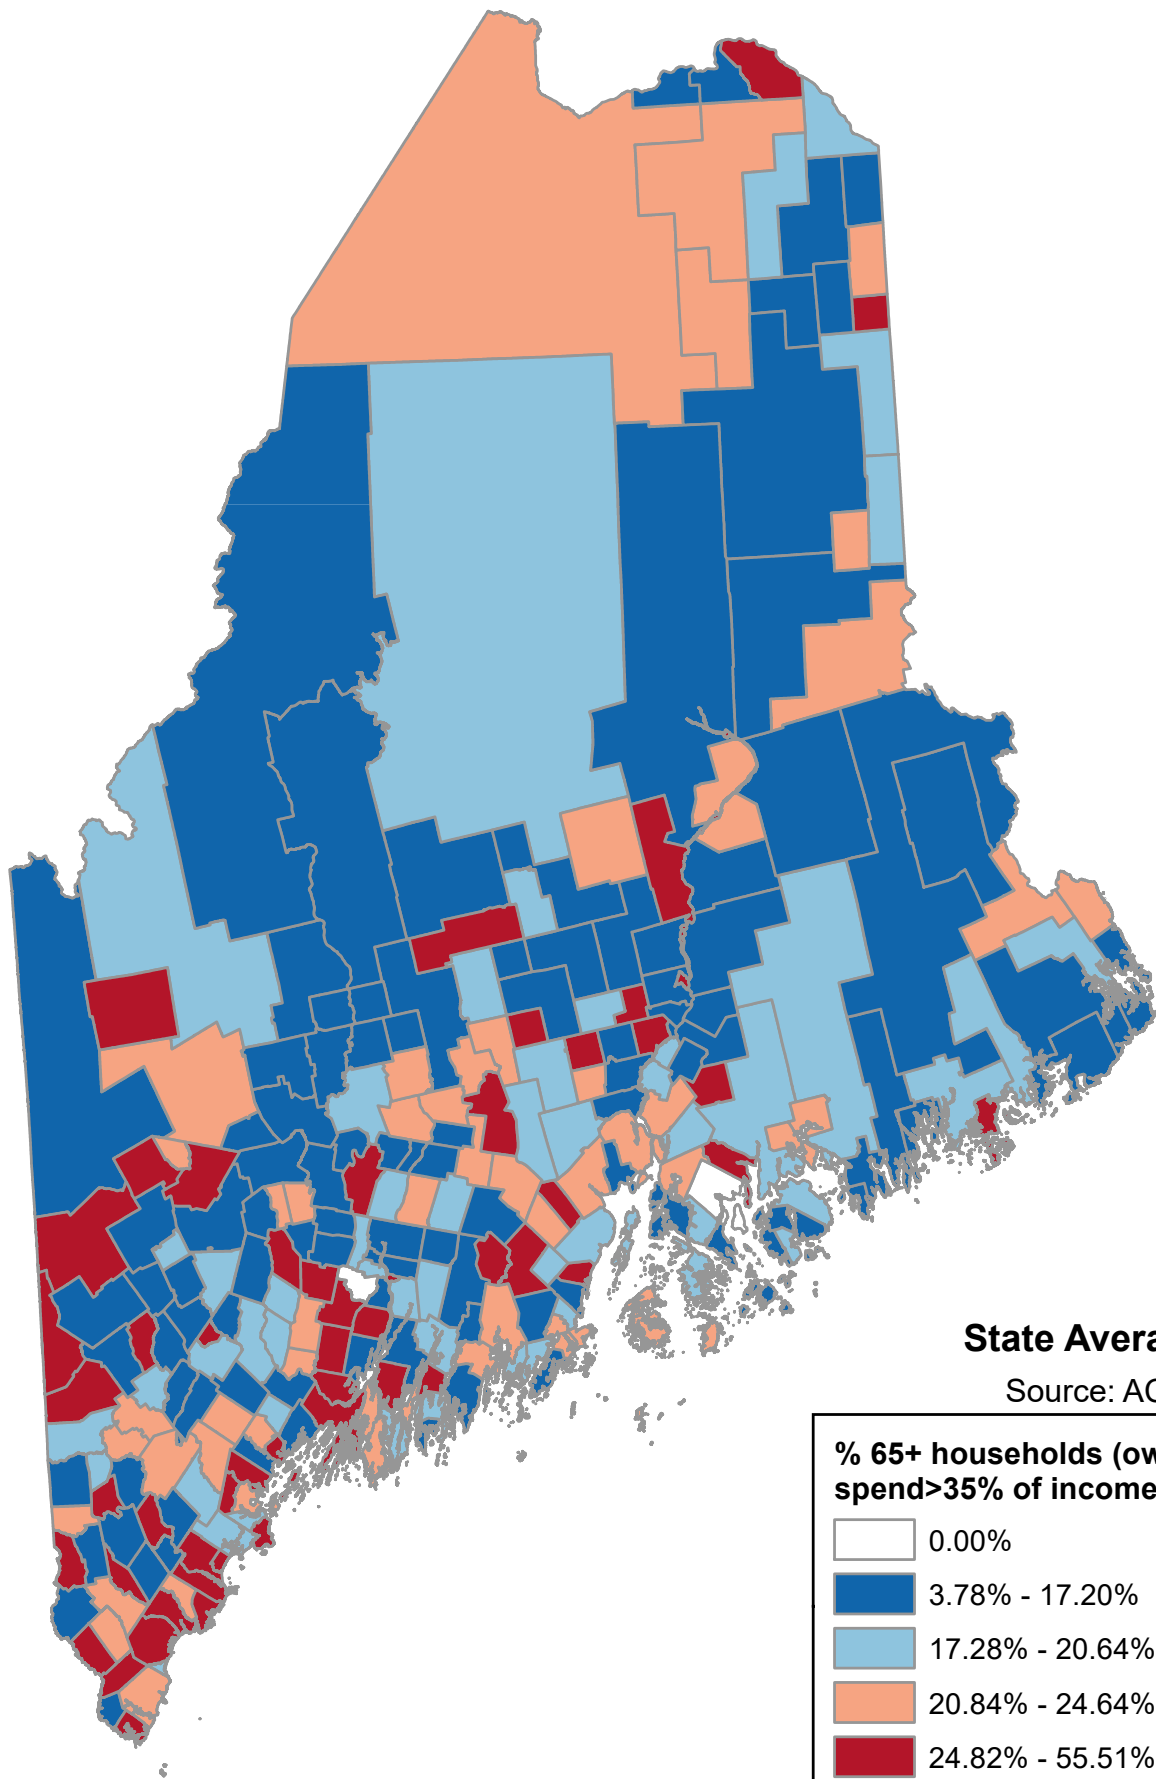 State Avera
Source: AC
% 65+ households (ow
spend>35% of income
0.00%
3.78% - 17.20%
17.28% - 20.64%
20.84% - 24.64%
24.82% - 55.51%